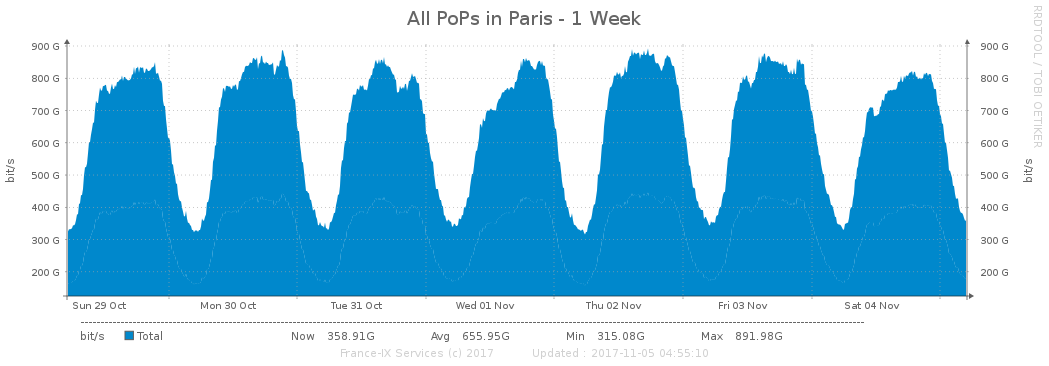 All PoPs in Paris - 1 Week
RRDTOOL / TOBI OETIKER
900 G 900 G
800 G 800 G
700 G 700 G
600 G 600 G
500 G 500 G
400 G 400 G
300 G 300 G
200 G 200 G
bit/s
bit/s
Sun 29 Oct Mon 30 Oct Tue 31 Oct Wed 01 Nov Thu 02 Nov Fri 03 Nov Sat 04 Nov
bit/s Total Now 358.91G Avg 655.95G Min 315.08G Max 891.98G
France-IX Services (c) 2017 Updated : 2017-11-05 04:55:10